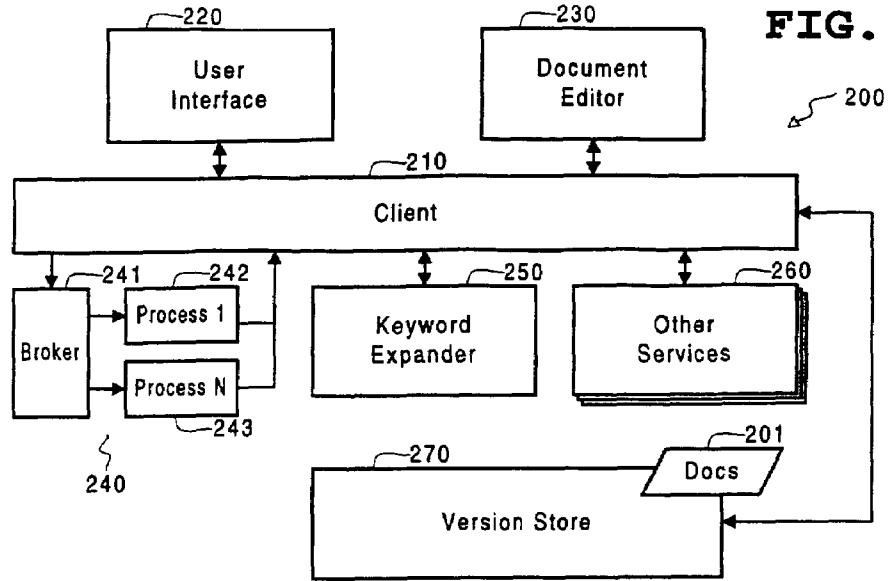 220
230
FIG.
User
Interface
Document
Editor
200
210
Client
241
242
250
260
Broker
Process 1
Process N
243
240
Keyword
Expander
Other
Services
270
201
Docs
Version Store